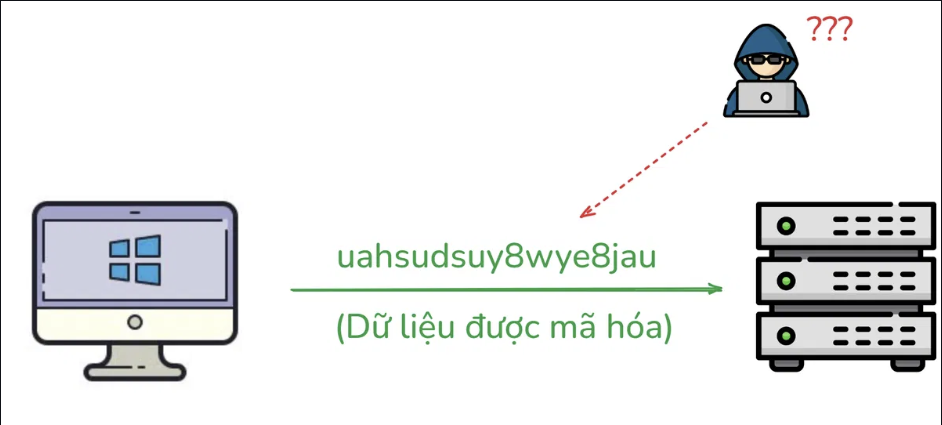 ???
uahsudsuy8wye8jau
(Dữ liệu được mã hóa)